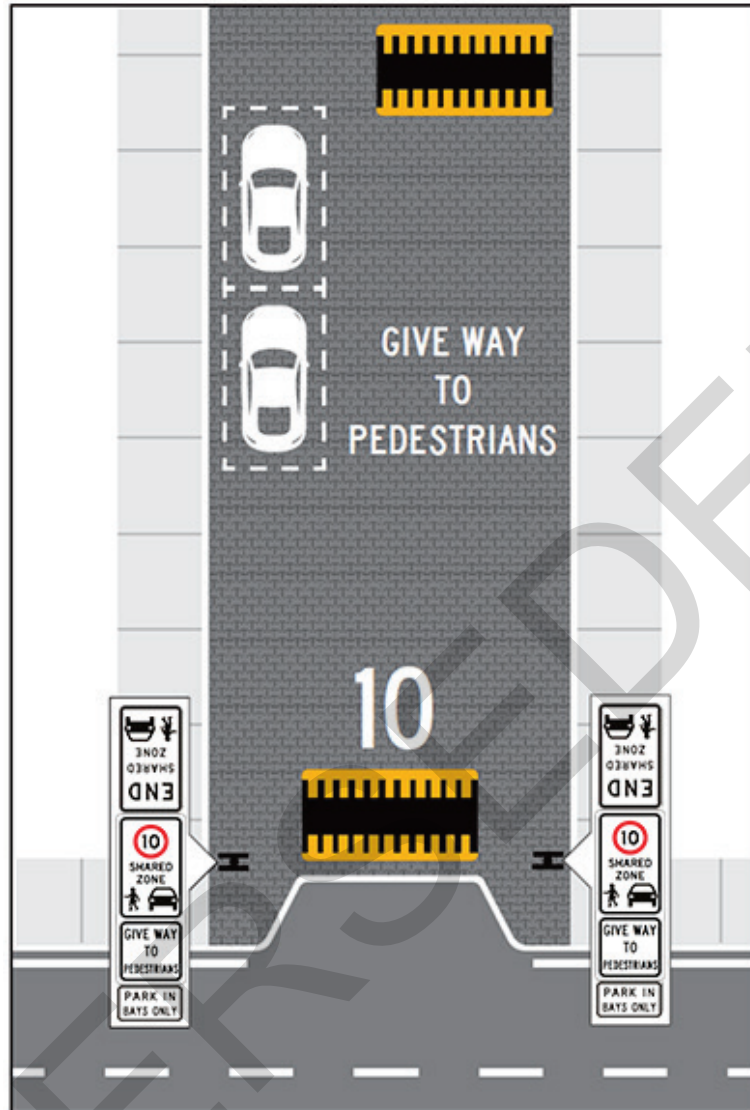 GIVE WAY
TO
PEDESTRIANS
10
END
SHARED
ZONE
10
SHARED
ZONE
GIVE WAY
TO
PEDESTRIANS
PARK IN
BAYS ONLY
END
SHARED
ZONE
10
SHARED
ZONE
GIVE WAY
TO
PEDESTRIANS
PARK IN
BAYS ONLY